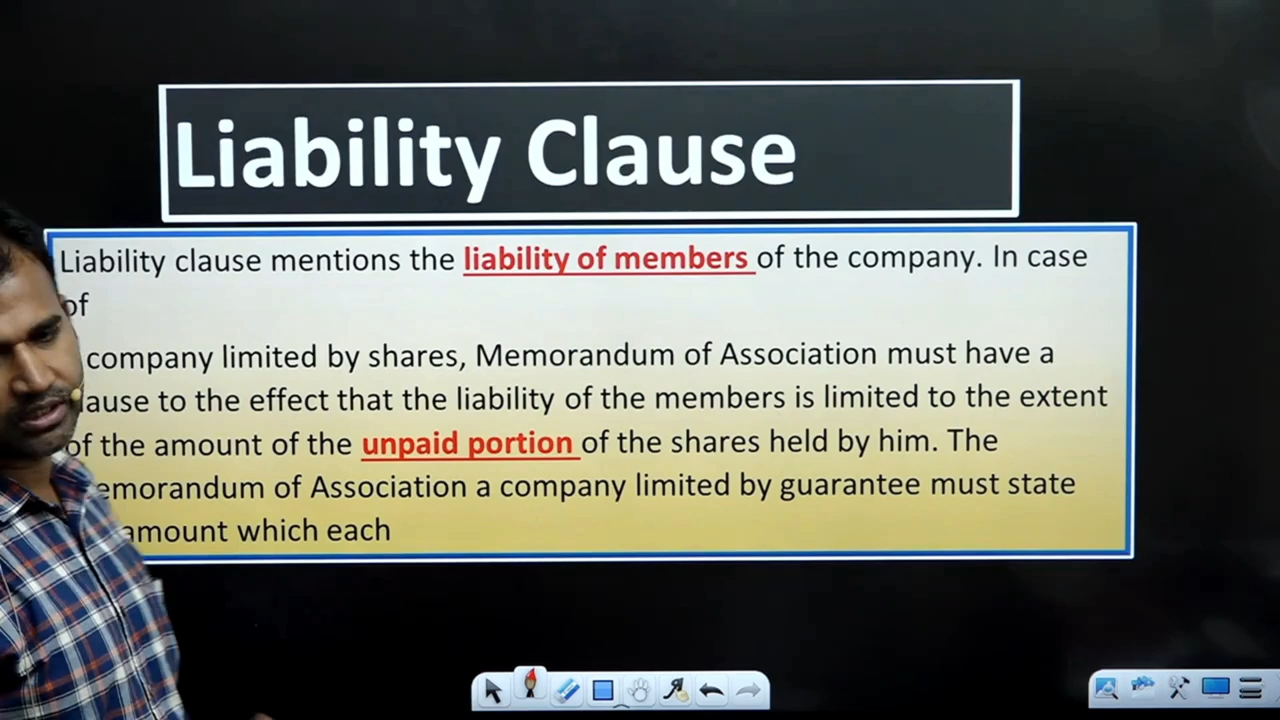 Liability Clause
Liability clause mentions the liability of members of the company. In case
of
company limited by shares, Memorandum of Association must have a
lause to the effect that the liability of the members is limited to the extent
of the amount of the unpaid portion of the shares held by him. The
emorandum of Association a company limited by guarantee must state
amount which each